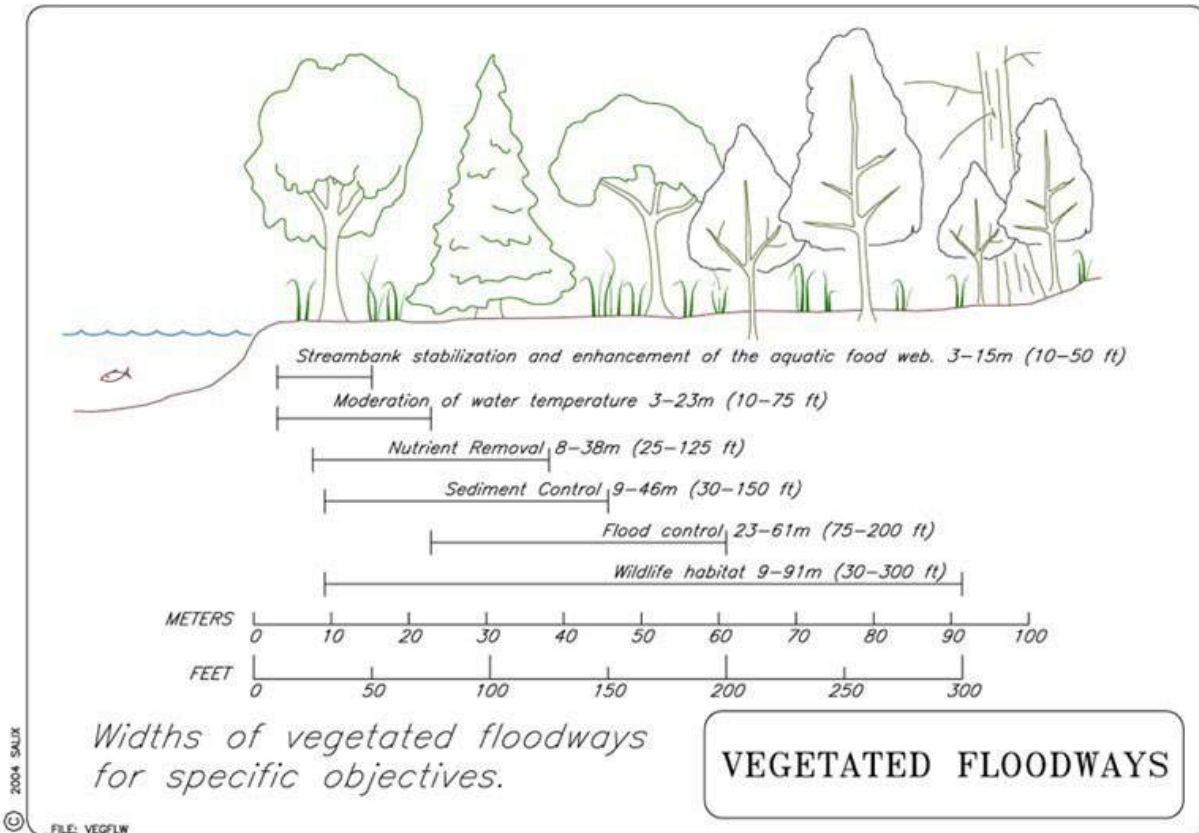 Streambank stabilization and enhancement of the aquatic food web. 3-15m (10-50 ft)
Moderation of water temperature 3-23m (10-75 ft)
Nutrient Removal 8-38m (25-125 ft)
Sediment Control 9-46m (30-150 ft)
Flood control 23-61m (75-200 ft)
Wildlife habitat 9-91m (30-300 ft)
METERS
0 10 20 30 40 50 60 70 80 90 100
FEET
0 50 100 150 200 250 300
Widths of vegetated floodways
for specific objectives.
VEGETATED FLOODWAYS
© 2004 SALIX
FILE: VEGFLW